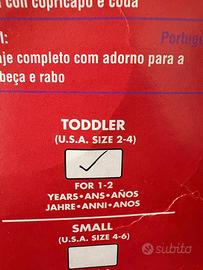 con copricapo e coda
Portugu
aje completo com adorno para a
beça e rabo
TODDLER
(U.S.A. SIZE 2-4)
FOR 1-2
YEARS•ANS•AÑOS
JAHRE•ANNI•ANOS
SMALL
(U.S.A. SIZE 4-6)
subito